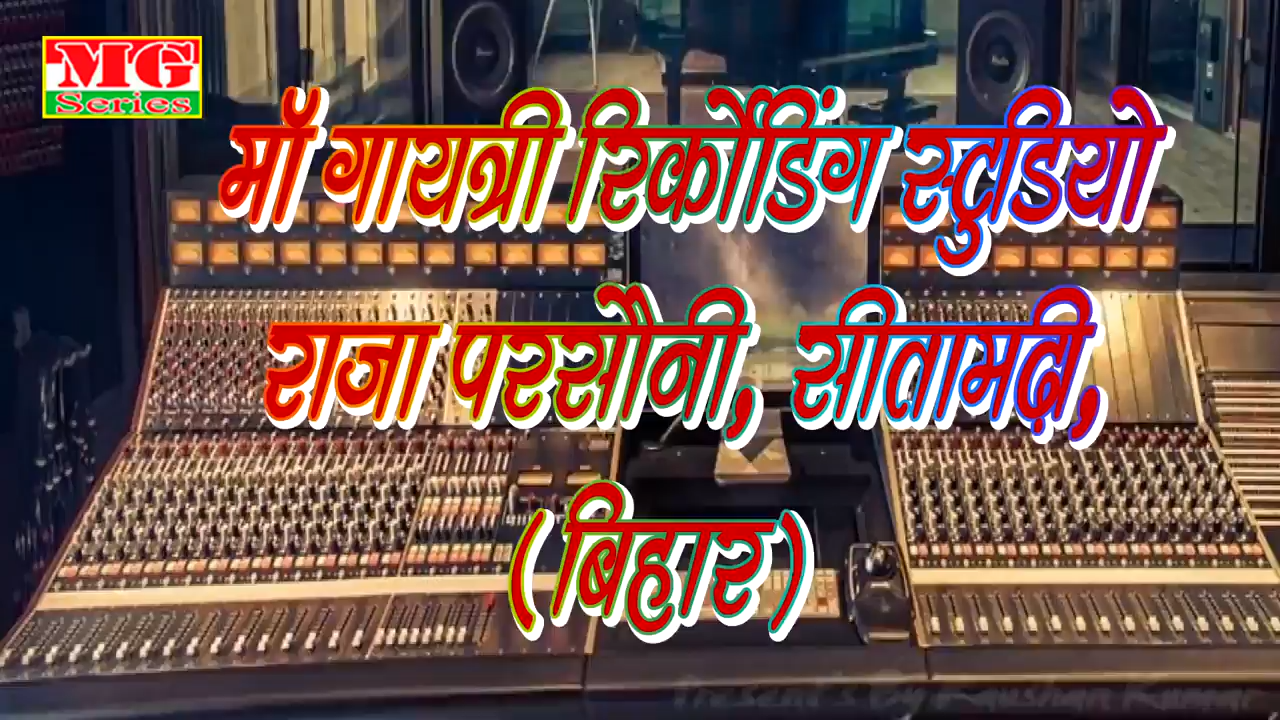 MG
Series
माँ गायत्री रिर्कोडिंग स्टुडियो
राजा परसौनी, सीतामढ़ी,
( बिहार )